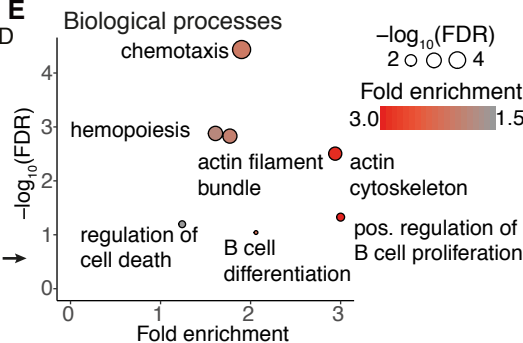 E
D
Biological processes
chemotaxis
hemopoiesis
actin filament
bundle
actin
cytoskeleton
regulation of
cell death
B cell
differentiation
pos. regulation of
B cell proliferation
−log10(FDR)
4
3
2
1
0
0 1 2 3
Fold enrichment
−log10(FDR)
2 4
Fold enrichment
3.0 1.5